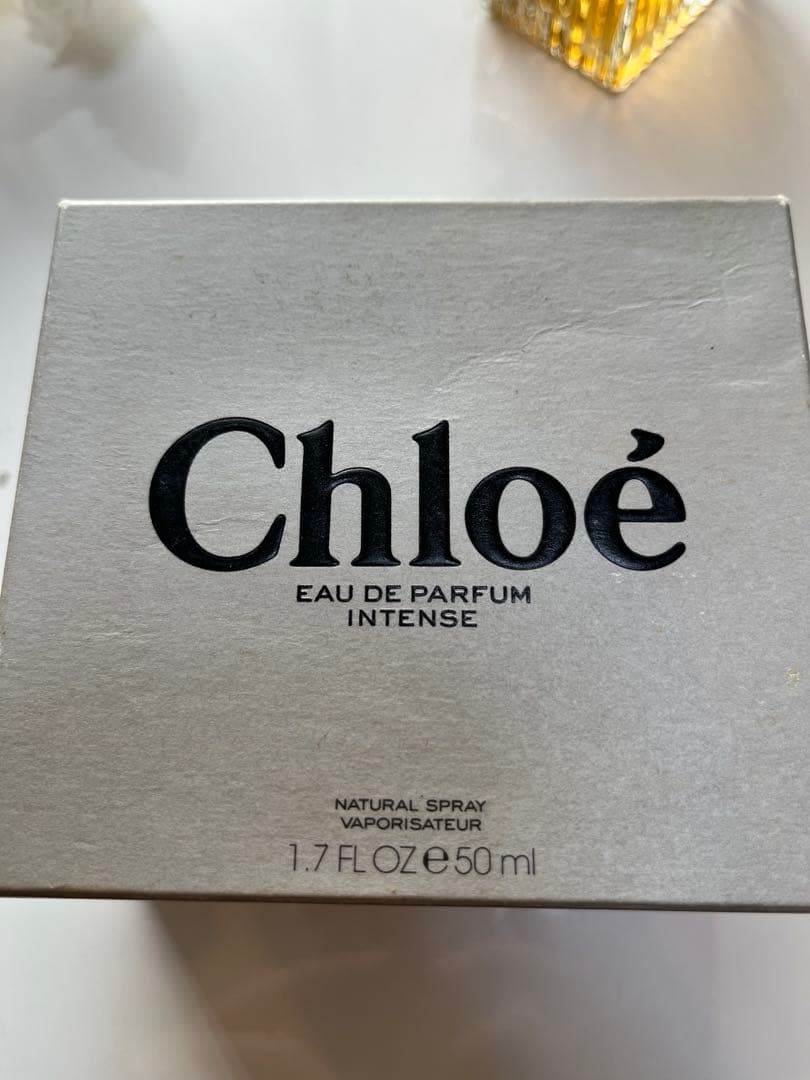 Chloé
EAU DE PARFUM
INTENSE
NATURAL SPRAY
VAPORISATEUR
1.7 FL OZ ℮ 50 ml